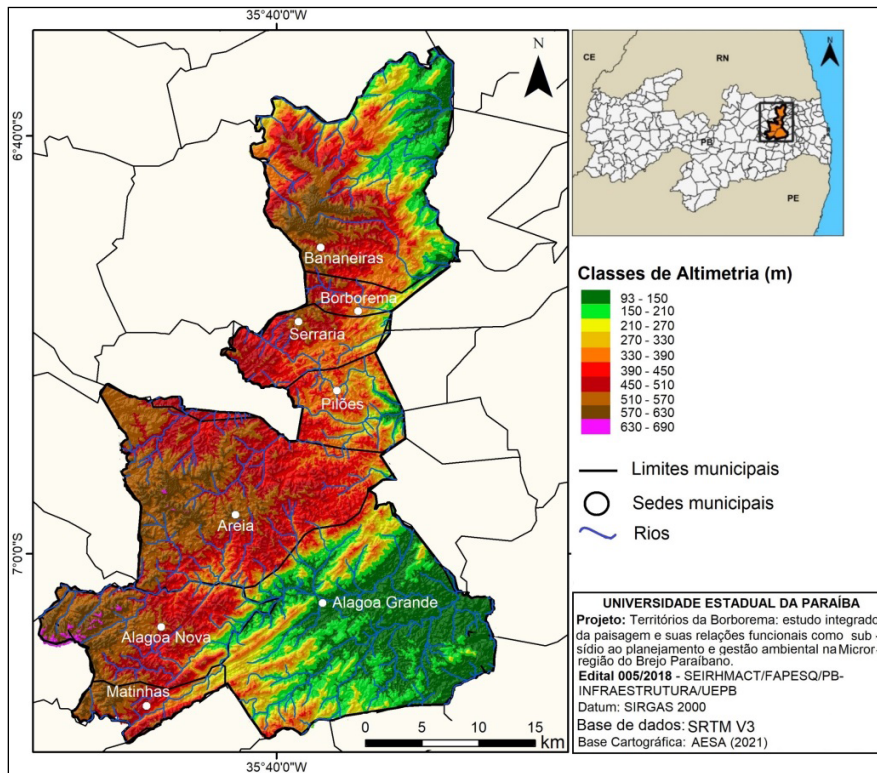 35°40'0"W
N
6°40'0"S
Bananeiras
Borborema
Serraria
Pilões
Areia
7°0'0"S
Alagoa Grande
Alagoa Nova
Matinhas
0 5 10 15
km
35°40'0"W
CE
RN
N
PB
PE
Classes de Altimetria (m)
93 - 150
150 - 210
210 - 270
270 - 330
330 - 390
390 - 450
450 - 510
510 - 570
570 - 630
630 - 690
Limites municipais
Sedes municipais
Rios
UNIVERSIDADE ESTADUAL DA PARAÍBA
Projeto: Territórios da Borborema: estudo integrado
da paisagem e suas relações funcionais como sub -
sídio ao planejamento e gestão ambiental na Micror-
região do Brejo Paraíbano.
Edital 005/2018 - SEIRHMACT/FAPESQ/PB-
INFRAESTRUTURA/UEPB
Datum: SIRGAS 2000
Base de dados: SRTM V3
Base Cartográfica: AESA (2021)